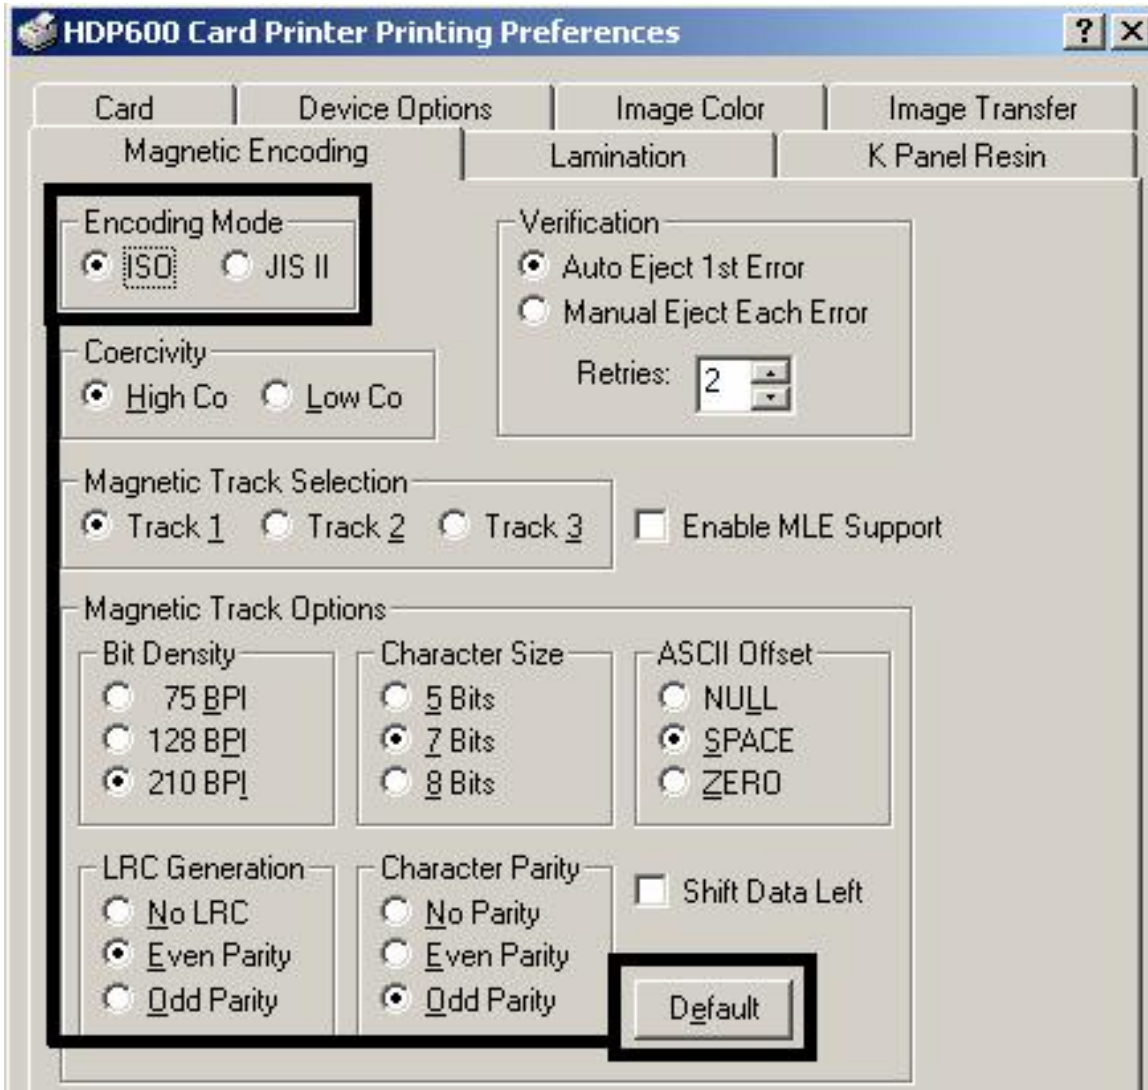 HDP600 Card Printer Printing Preferences
Card Device Options Image Color Image Transfer
Magnetic Encoding Lamination K Panel Resin
Encoding Mode
ISO JIS II
Verification
Auto Eject 1st Error
Manual Eject Each Error
Retries: 2
Coercivity
High Co Low Co
Magnetic Track Selection
Track 1 Track 2 Track 3
Enable MLE Support
Magnetic Track Options
Bit Density
75 BPI
128 BPI
210 BPI
Character Size
5 Bits
7 Bits
8 Bits
ASCII Offset
NULL
SPACE
ZERO
LRC Generation
No LRC
Even Parity
Odd Parity
Character Parity
No Parity
Even Parity
Odd Parity
Shift Data Left
Default